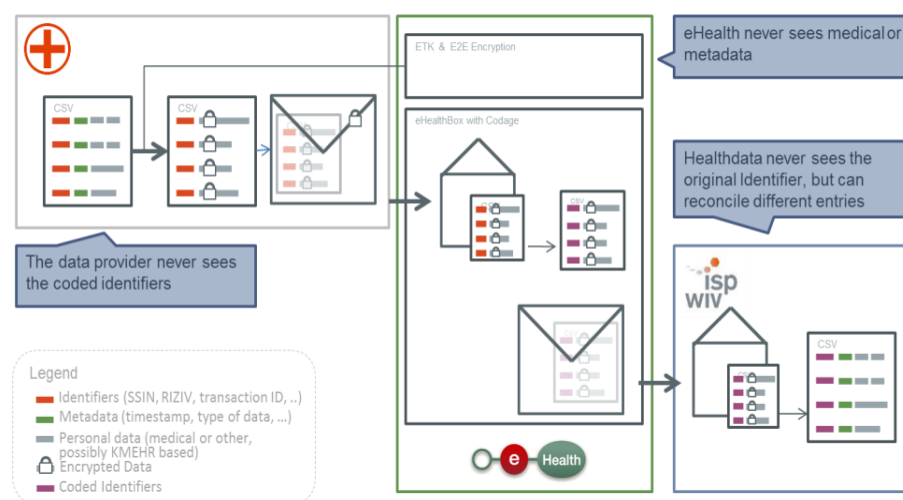 ETK & E2E Encryption
eHealth never sees medical or
metadata
CSV
CSV
eHealthBox with Codage
CSV
Healthdata never sees the
original Identifier, but can
reconcile different entries
The data provider never sees
the coded identifiers
isp
WIV
CSV
Legend
Identifiers (SSIN, RIZIV, transaction ID, ..)
Metadata (timestamp, type of data, ...)
Personal data (medical or other,
possibly KMEHR based)
Encrypted Data
Coded Identifiers
e Health